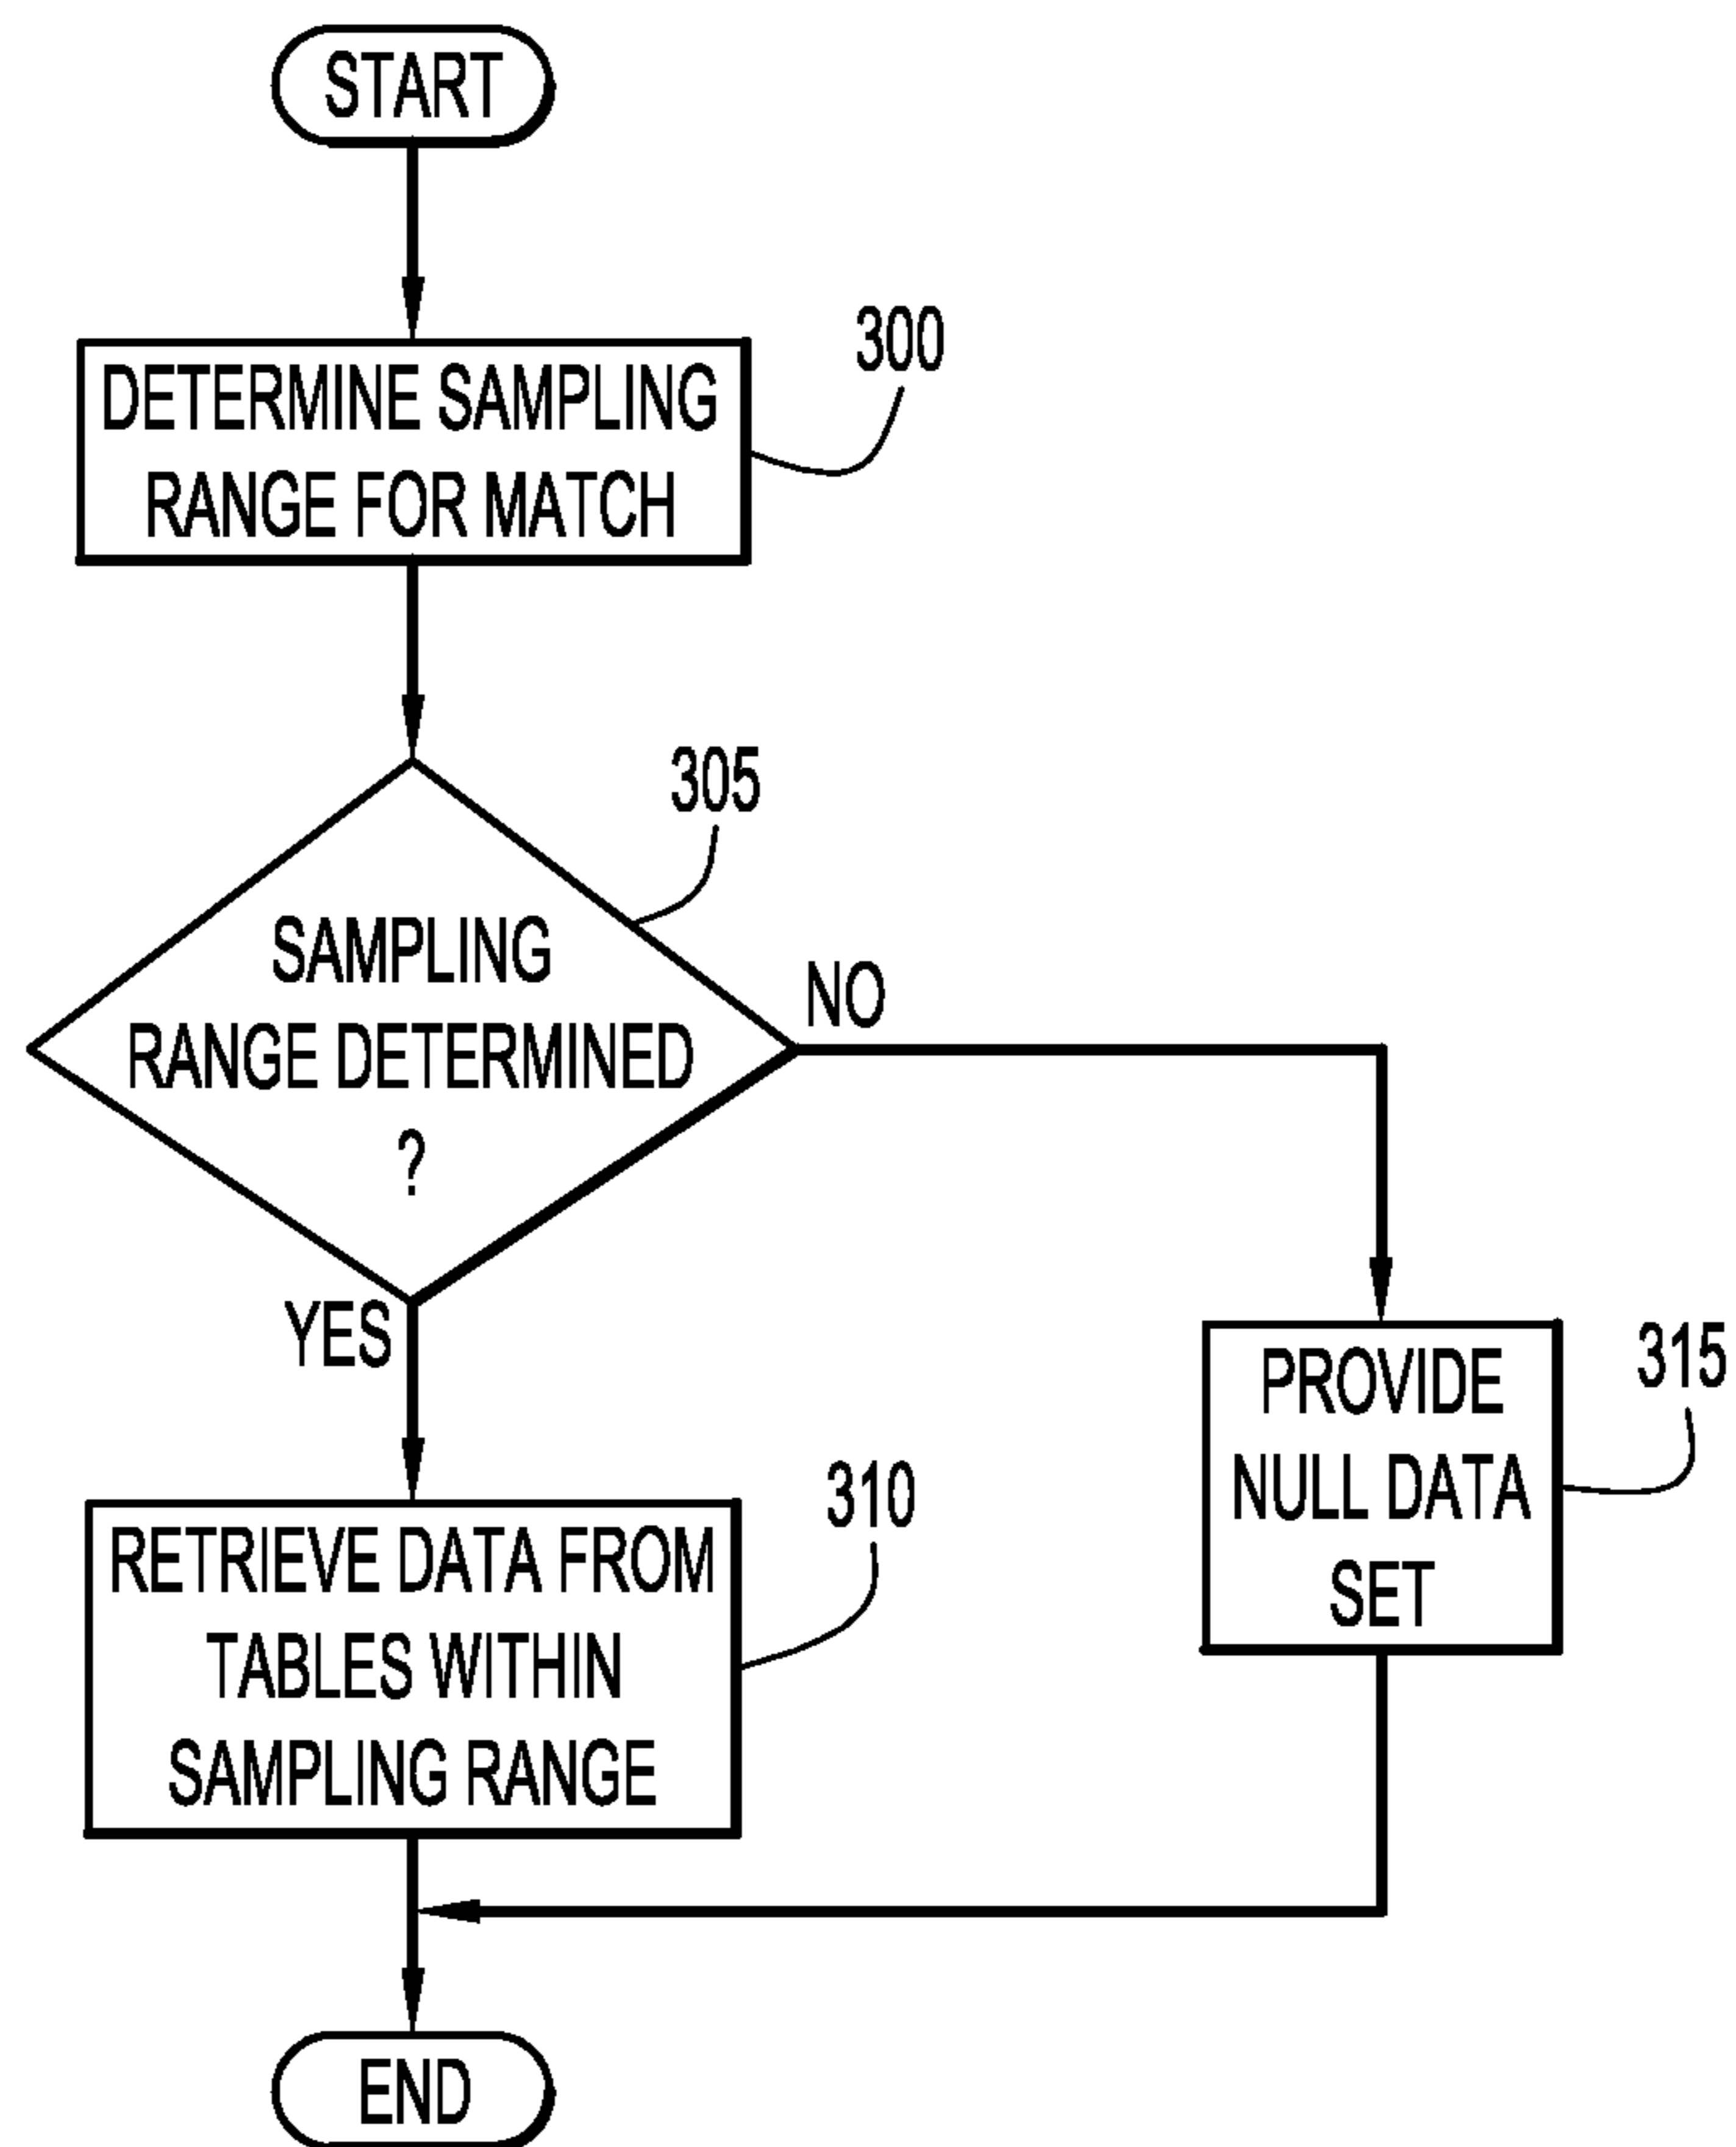 START
300
DETERMINE SAMPLING
RANGE FOR MATCH
305
SAMPLING
RANGE DETERMINED
?
NO
YES
310
RETRIEVE DATA FROM
TABLES WITHIN
SAMPLING RANGE
315
PROVIDE
NULL DATA
SET
END